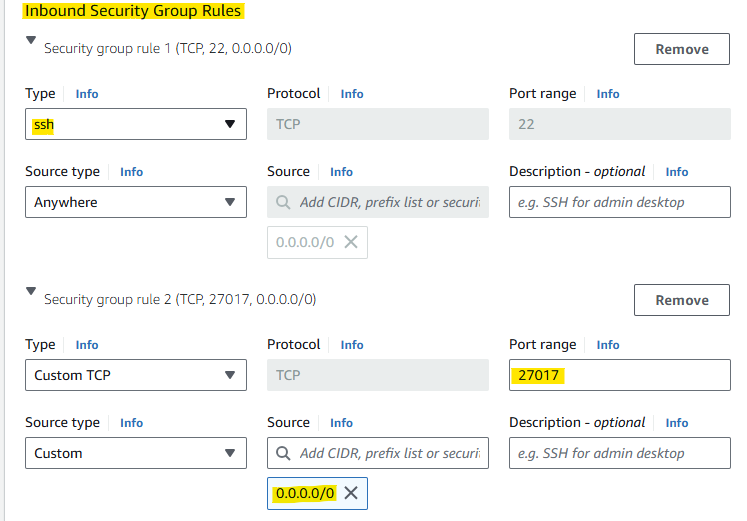 Inbound Security Group Rules
Security group rule 1 (TCP, 22, 0.0.0.0/0)
Remove
Type Info Protocol Info Port range Info
ssh TCP 22
Source type Info Source Info Description - optional Info
Anywhere Add CIDR, prefix list or securit e.g. SSH for admin desktop
0.0.0.0/0
Security group rule 2 (TCP, 27017, 0.0.0.0/0)
Remove
Type Info Protocol Info Port range Info
Custom TCP TCP 27017
Source type Info Source Info Description - optional Info
Custom Add CIDR, prefix list or securit e.g. SSH for admin desktop
0.0.0.0/0